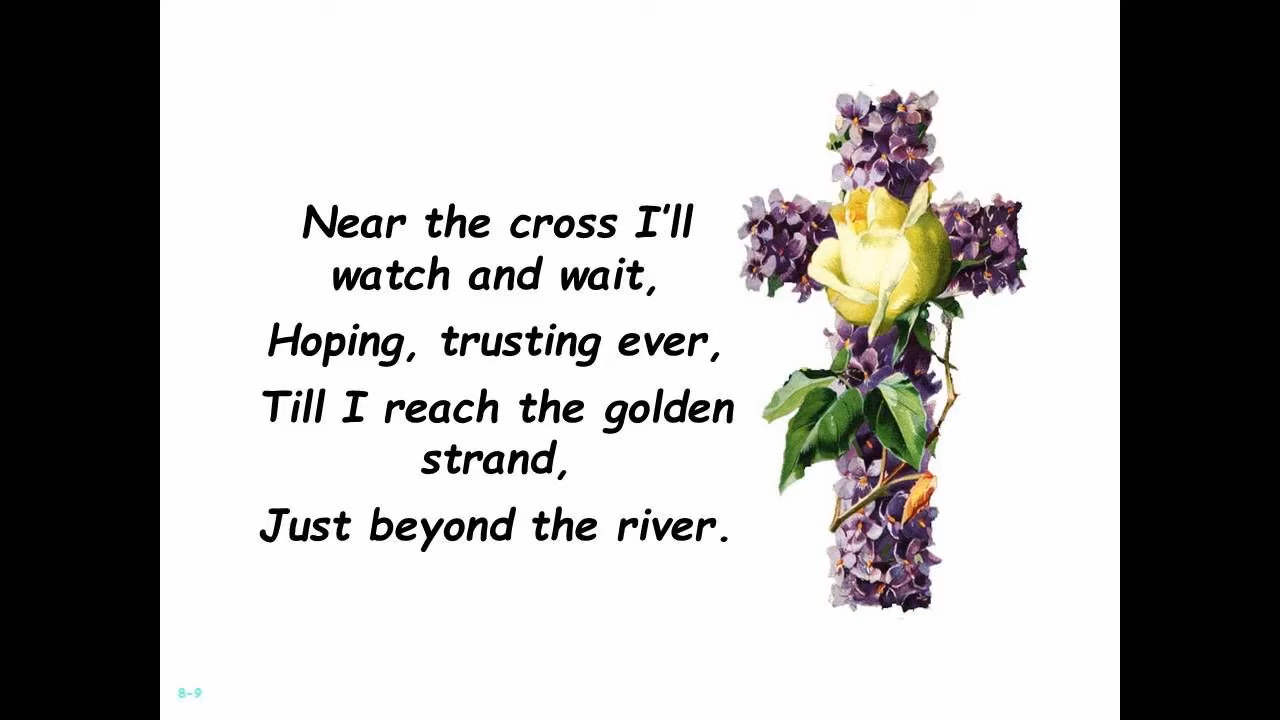 Near the cross I’ll
watch and wait,
Hoping, trusting ever,
Till I reach the golden
strand,
Just beyond the river.
8-9